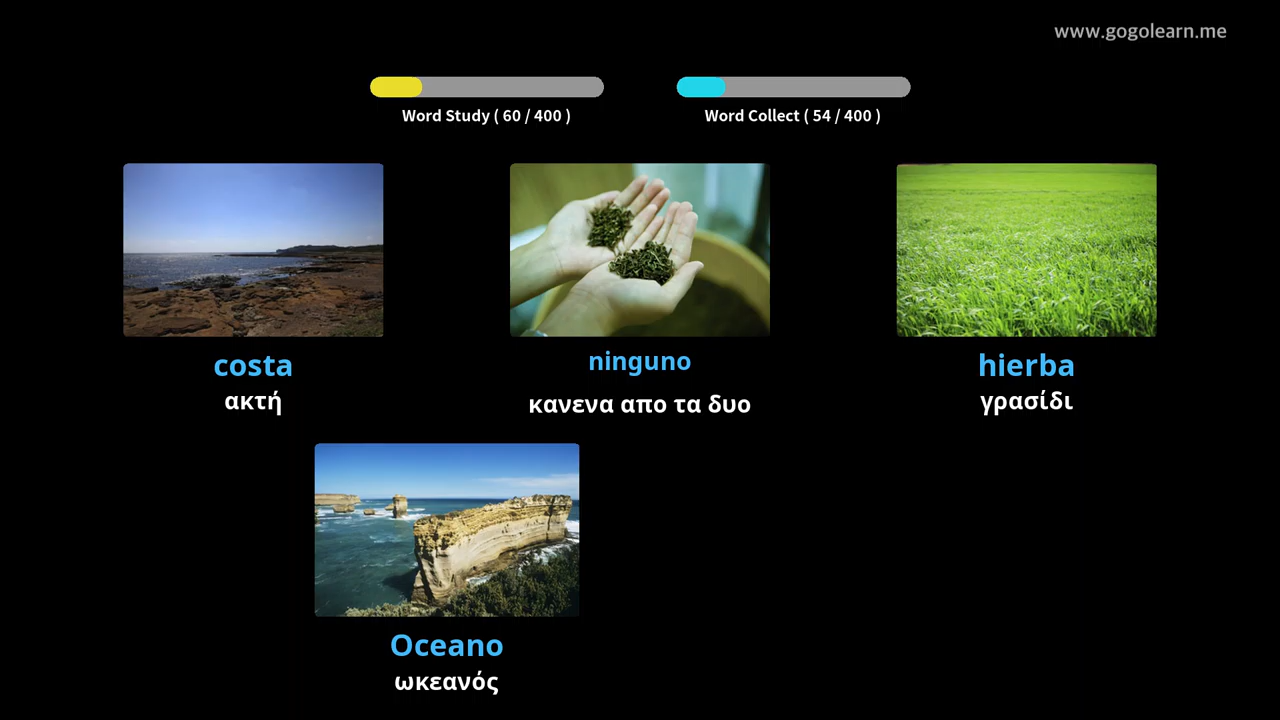 www.gogolearn.me
Word Study ( 60 / 400 )
Word Collect ( 54 / 400 )
costa
ακτή
ninguno
κανενα απο τα δυο
hierba
γρασίδι
Oceano
ωκεανός